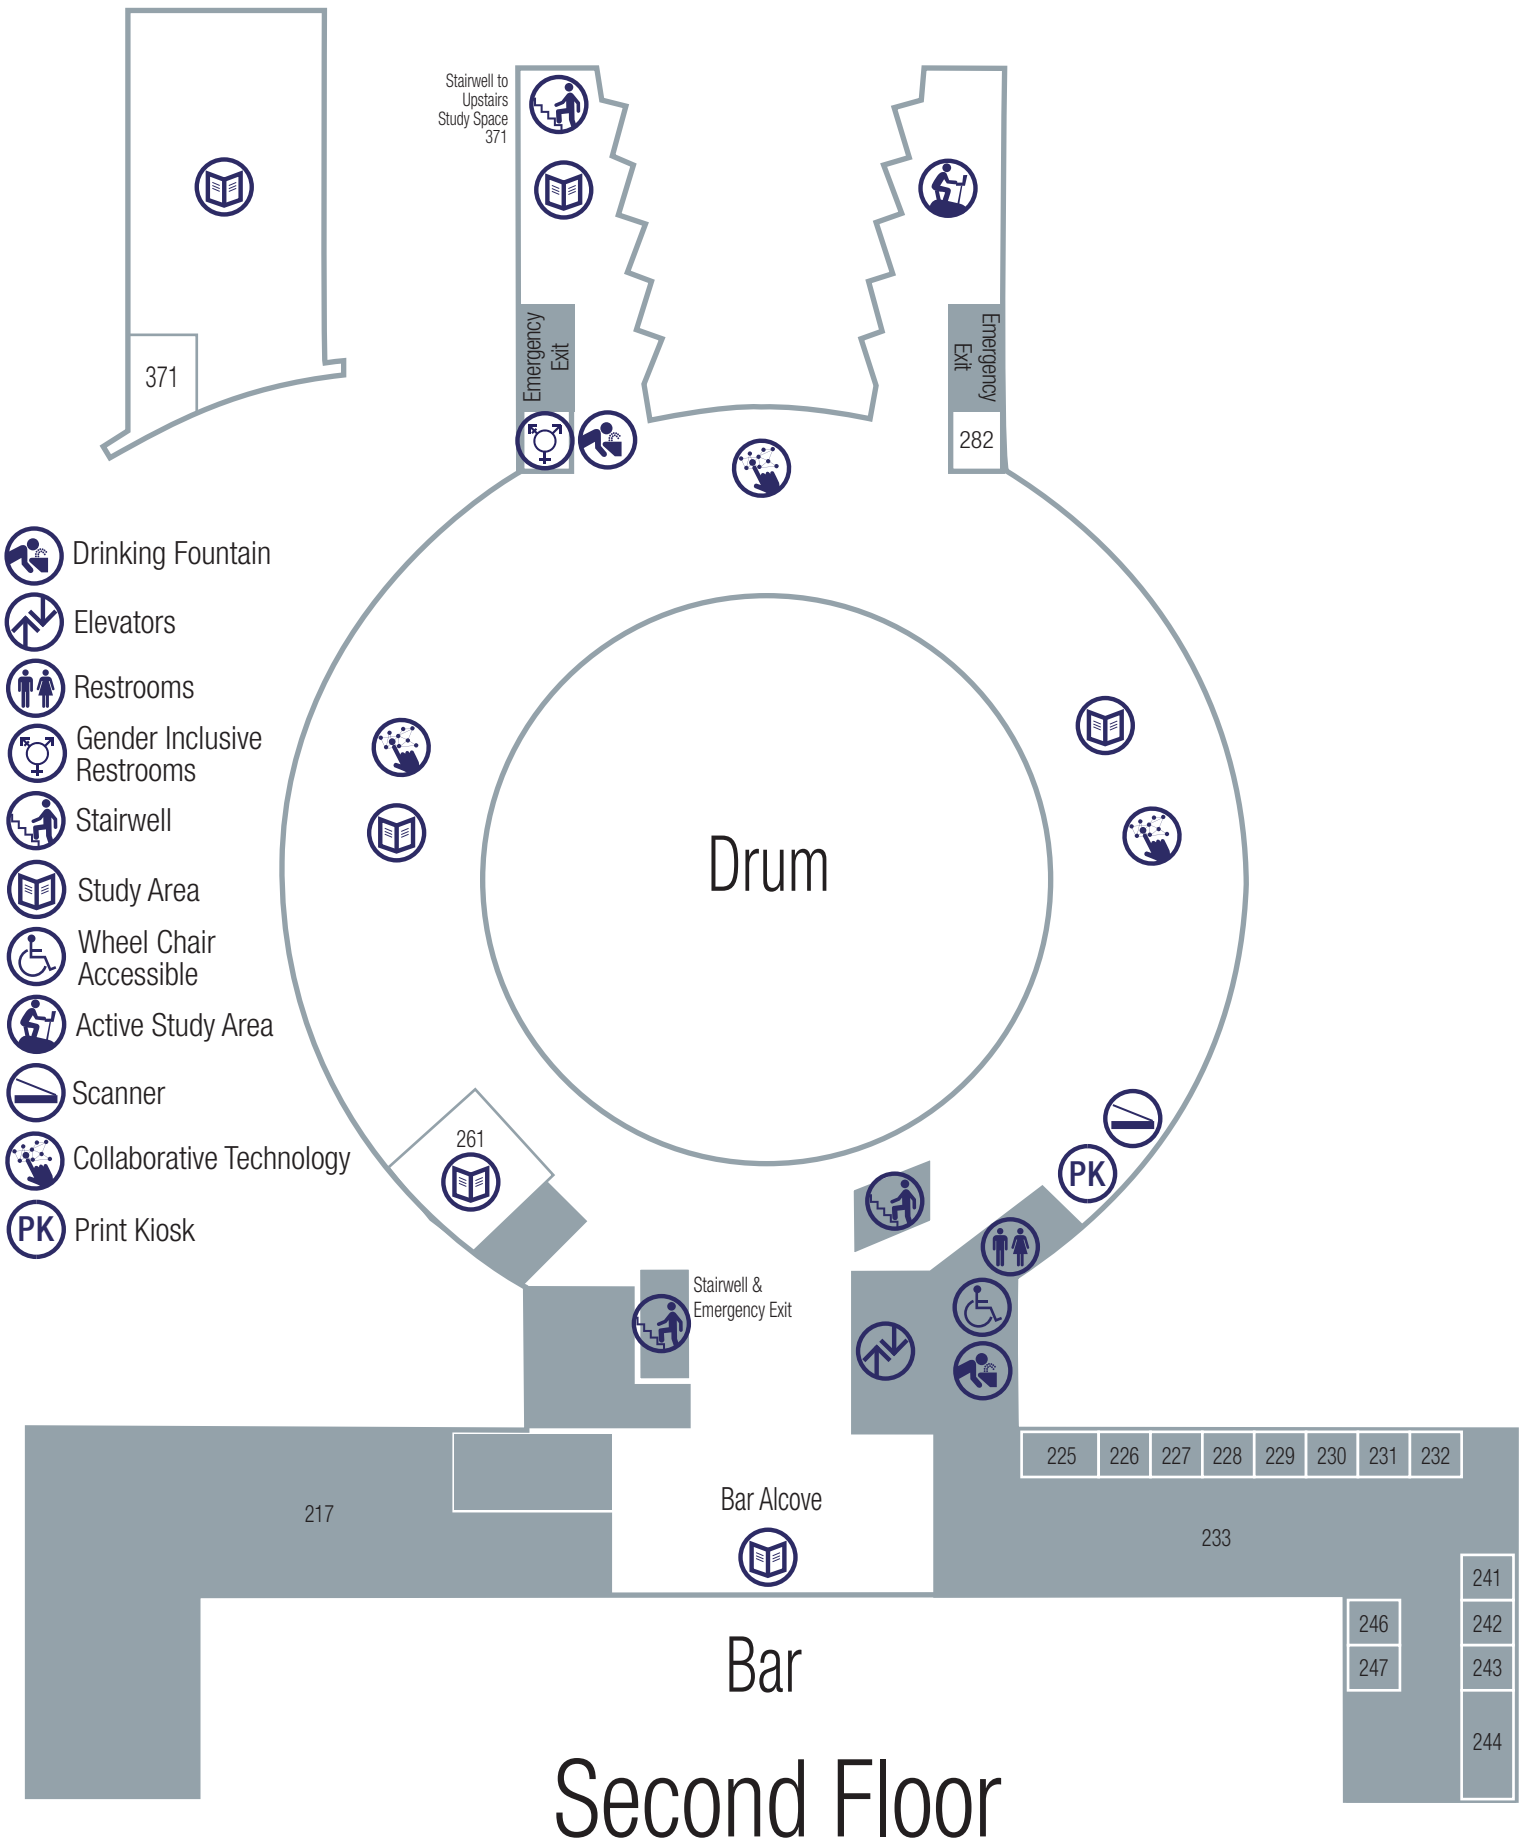 Stairwell to
Upstairs
Study Space
371
371
Emergency
Exit
Emergency
Exit
282
Drinking Fountain
Elevators
Restrooms
Gender Inclusive
Restrooms
Stairwell
Study Area
Wheel Chair
Accessible
Active Study Area
Scanner
Collaborative Technology
PK Print Kiosk
Drum
261
PK
Stairwell &
Emergency Exit
225 226 227 228 229 230 231 232
Bar Alcove
217
233
241
246 242
247 243
244
Bar
Second Floor